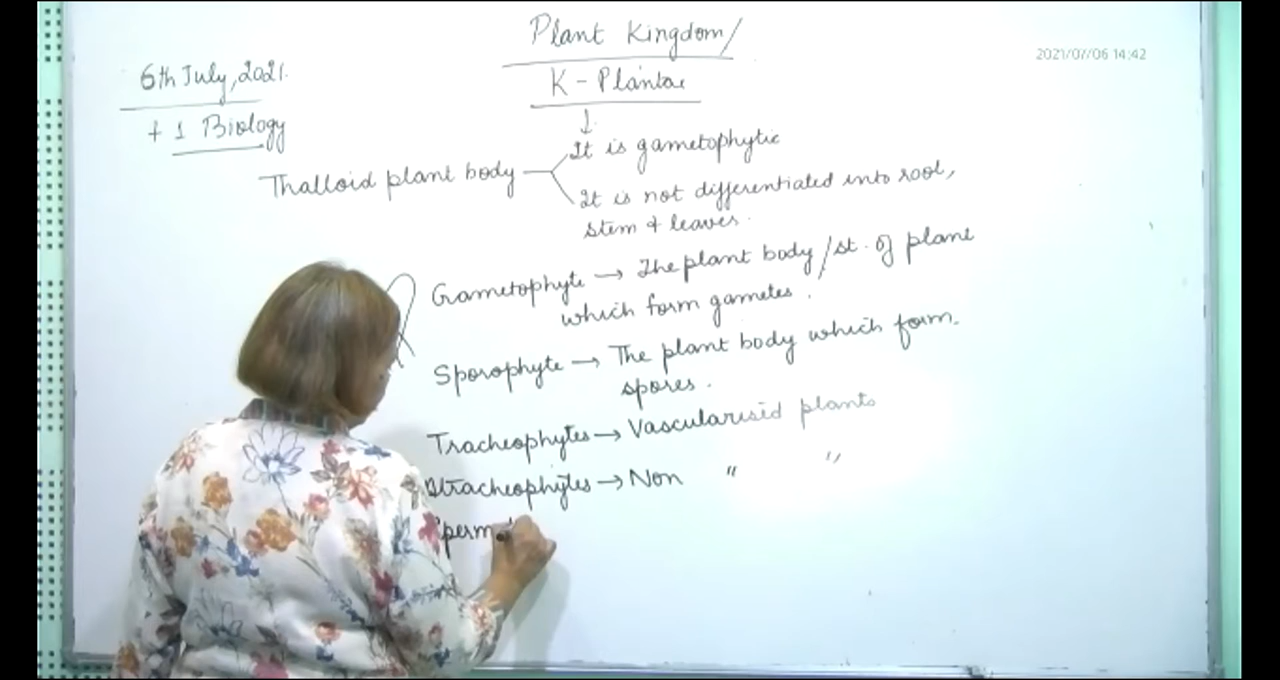 Plant Kingdom/
K - Plantae
2021/07/06 14:42
6th July, 2021.
+1 Biology
↓
Thalloid plant body
It is gametophytic
It is not differentiated into root,
stem & leaves.
Gametophyte → The plant body / st. of plant
which form gametes.
Sporophyte → The plant body which form
spores.
Tracheophytes → Vascularised plants
Atracheophytes → Non " "
Sperm